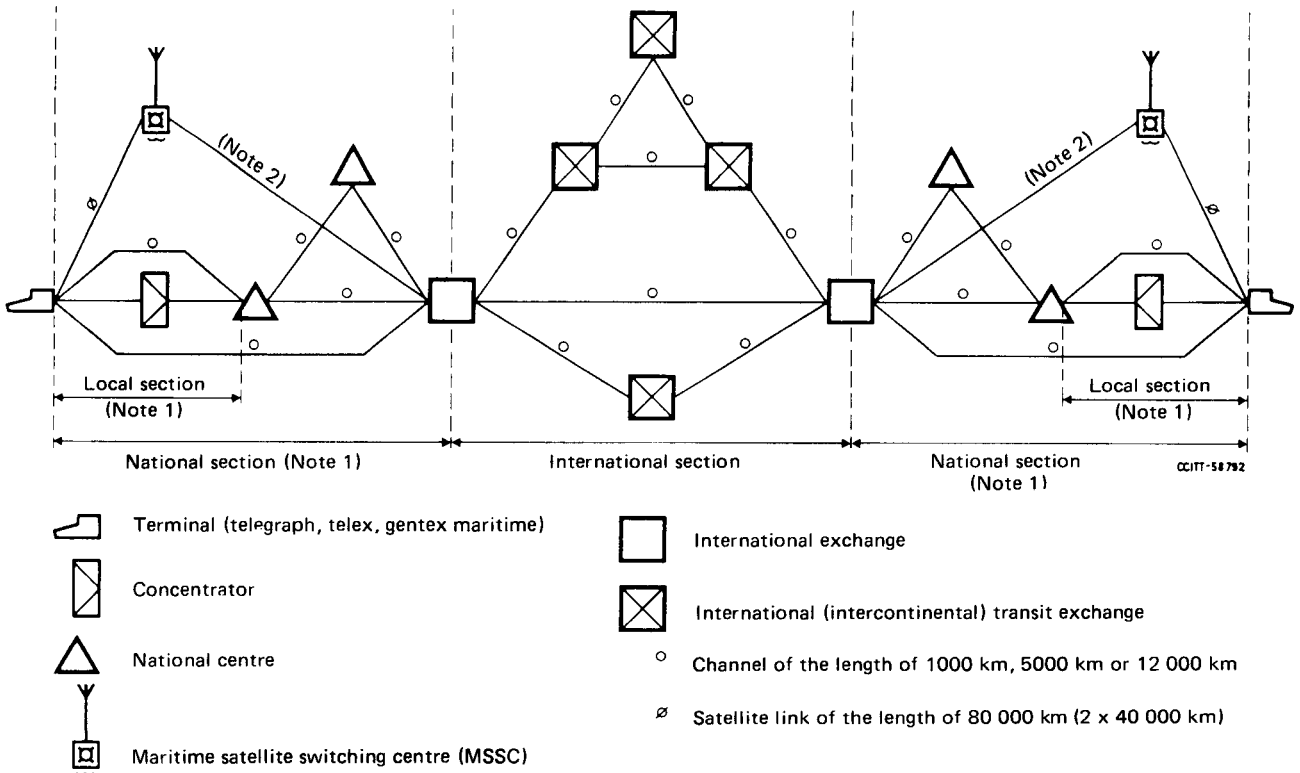 (Note 2)
(Note 2)
Local section
(Note 1)
Local section
(Note 1)
National section (Note 1)
International section
National section
(Note 1)
CCITT-58792
Terminal (telegraph, telex, gentex maritime)
Concentrator
National centre
Maritime satellite switching centre (MSSC)
International exchange
International (intercontinental) transit exchange
Channel of the length of 1000 km, 5000 km or 12 000 km
Satellite link of the length of 80 000 km (2 x 40 000 km)